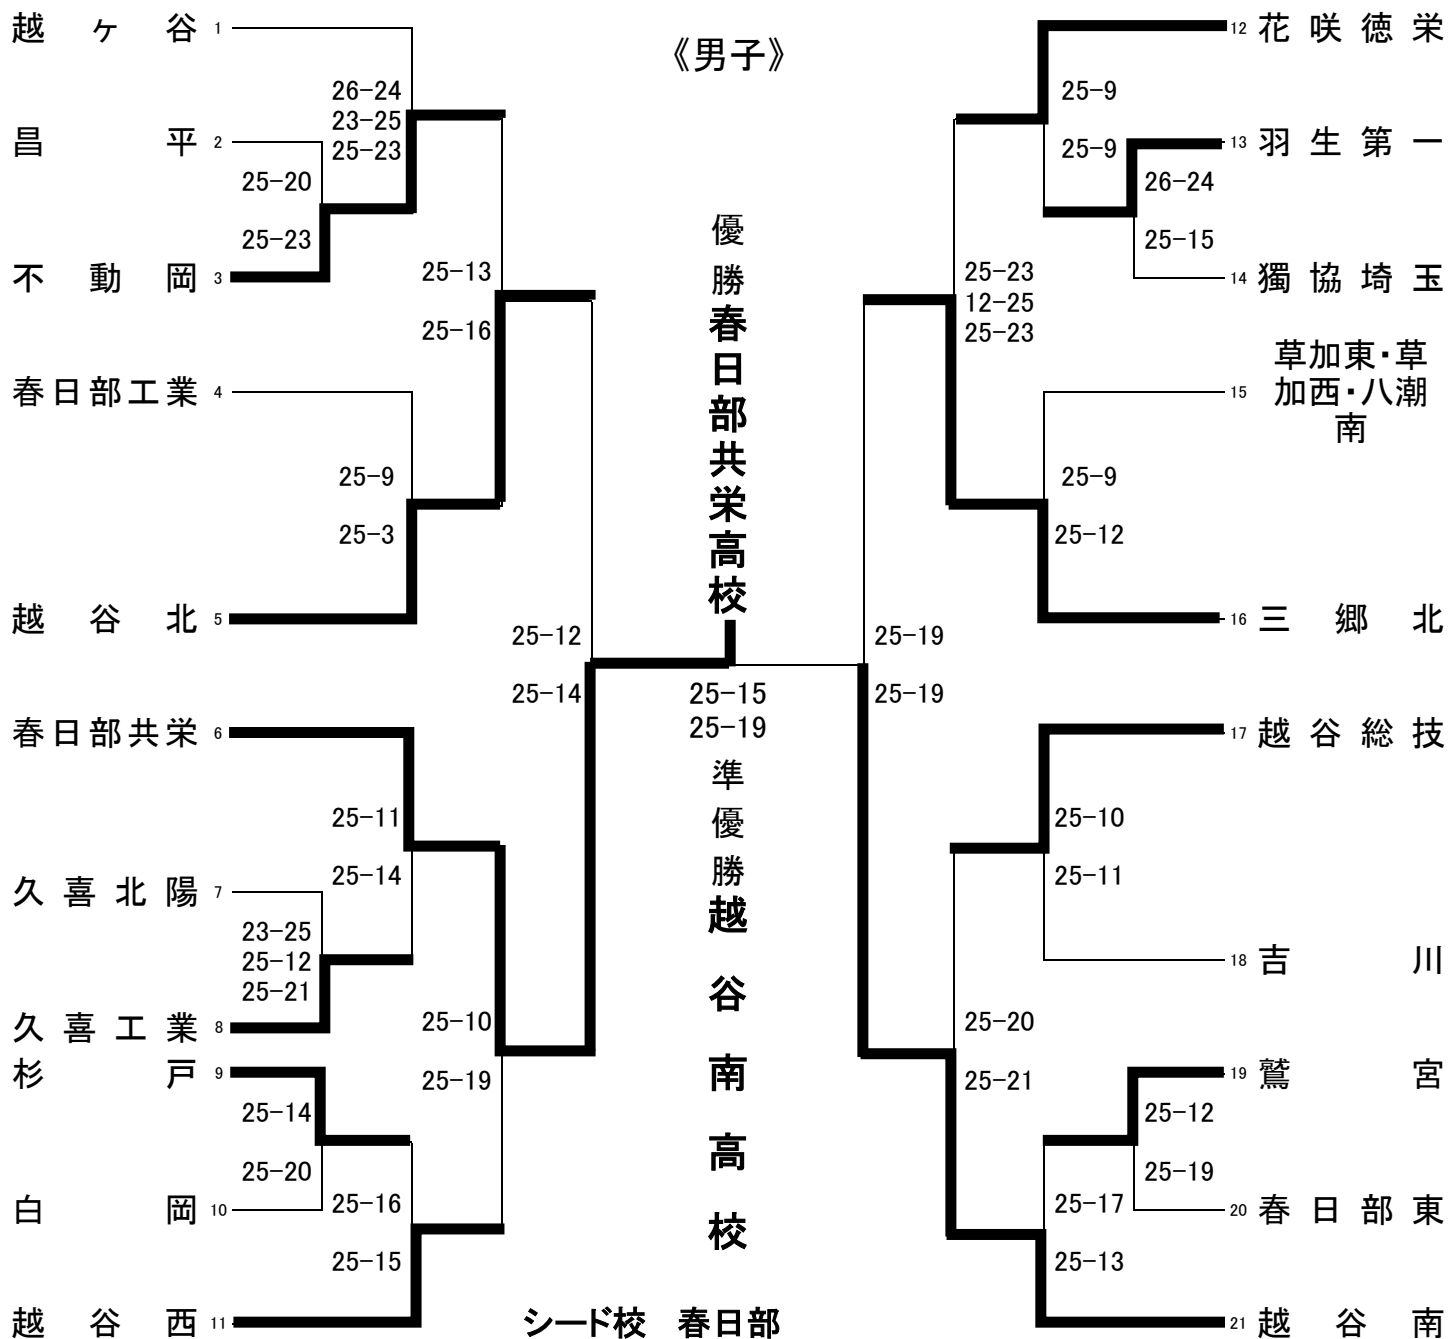 《男子》
越ヶ谷 1
26-24
23-25
25-23
昌平 2
25-20
25-23
不動岡 3
25-13
25-16
春日部工業 4
25-9
25-3
越谷北 5
25-12
25-14
春日部共栄 6
25-11
25-14
久喜北陽 7
23-25
25-12
25-21
久喜工業 8
25-10
25-19
杉戸 9
25-14
25-20
白岡 10
25-16
25-15
越谷西 11
優勝春日部共栄高校
25-15
25-19
準優勝越谷南高校
シード校 春日部
12 花咲徳栄
25-9
25-9
13 羽生第一
26-24
25-15
14 獨協埼玉
25-23
12-25
25-23
15 草加東・草
加西・八潮
南
25-9
25-12
16 三郷北
25-19
25-19
17 越谷総技
25-10
25-11
18 吉川
25-20
25-21
19 鷲宮
25-12
25-19
20 春日部東
25-17
25-13
21 越谷南